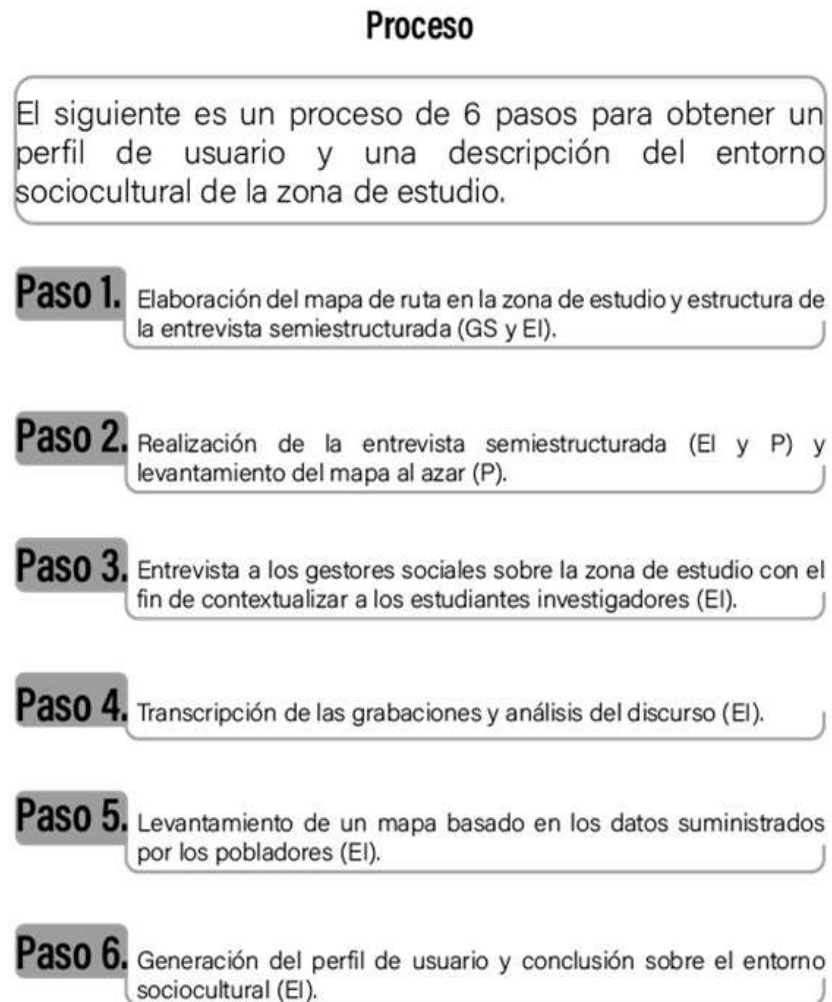 Proceso
El siguiente es un proceso de 6 pasos para obtener un
perfil de usuario y una descripción del entorno
sociocultural de la zona de estudio.
Paso 1. Elaboración del mapa de ruta en la zona de estudio y estructura de
la entrevista semiestructurada (GS y EI).
Paso 2. Realización de la entrevista semiestructurada (EI y P) y
levantamiento del mapa al azar (P).
Paso 3. Entrevista a los gestores sociales sobre la zona de estudio con el
fin de contextualizar a los estudiantes investigadores (EI).
Paso 4. Transcripción de las grabaciones y análisis del discurso (EI).
Paso 5. Levantamiento de un mapa basado en los datos suministrados
por los pobladores (EI).
Paso 6. Generación del perfil de usuario y conclusión sobre el entorno
sociocultural (EI).